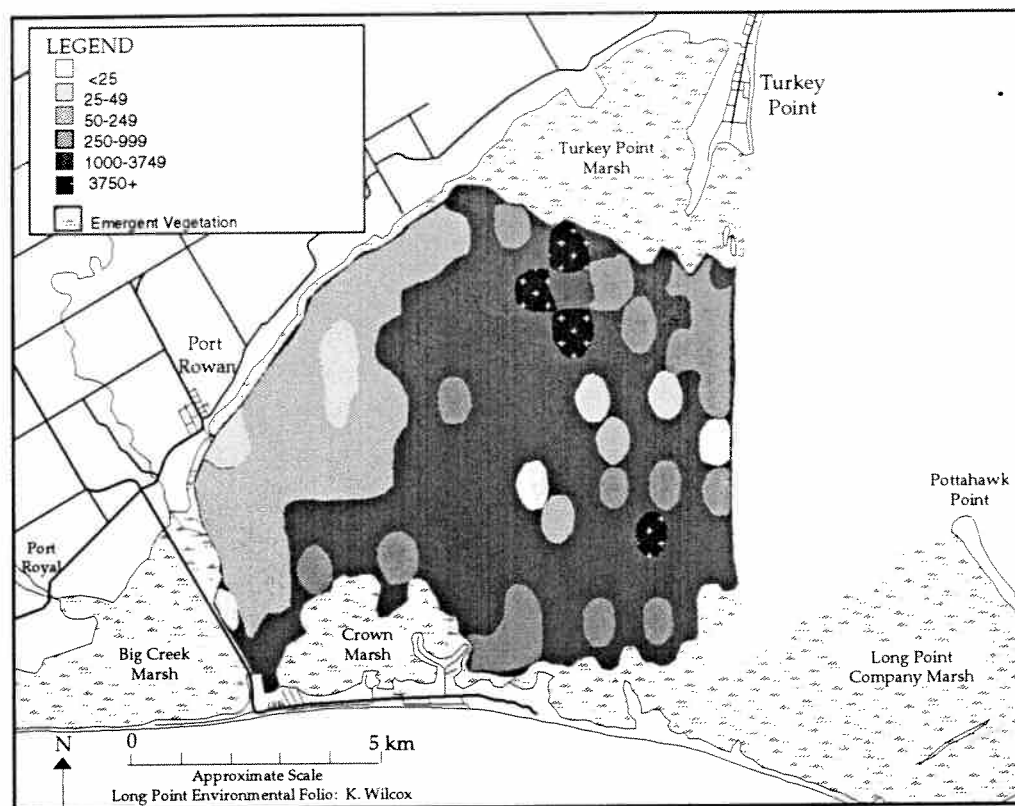 LEGEND
<25
25-49
50-249
250-999
1000-3749
3750+
Emergent Vegetation
Turkey
Point
Turkey Point
Marsh
Port
Rowan
Pottahawk
Point
Port
Royal
Big Creek
Marsh
Crown
Marsh
Long Point
Company Marsh
N
0
5 km
Approximate Scale
Long Point Environmental Folio: K. Wilcox